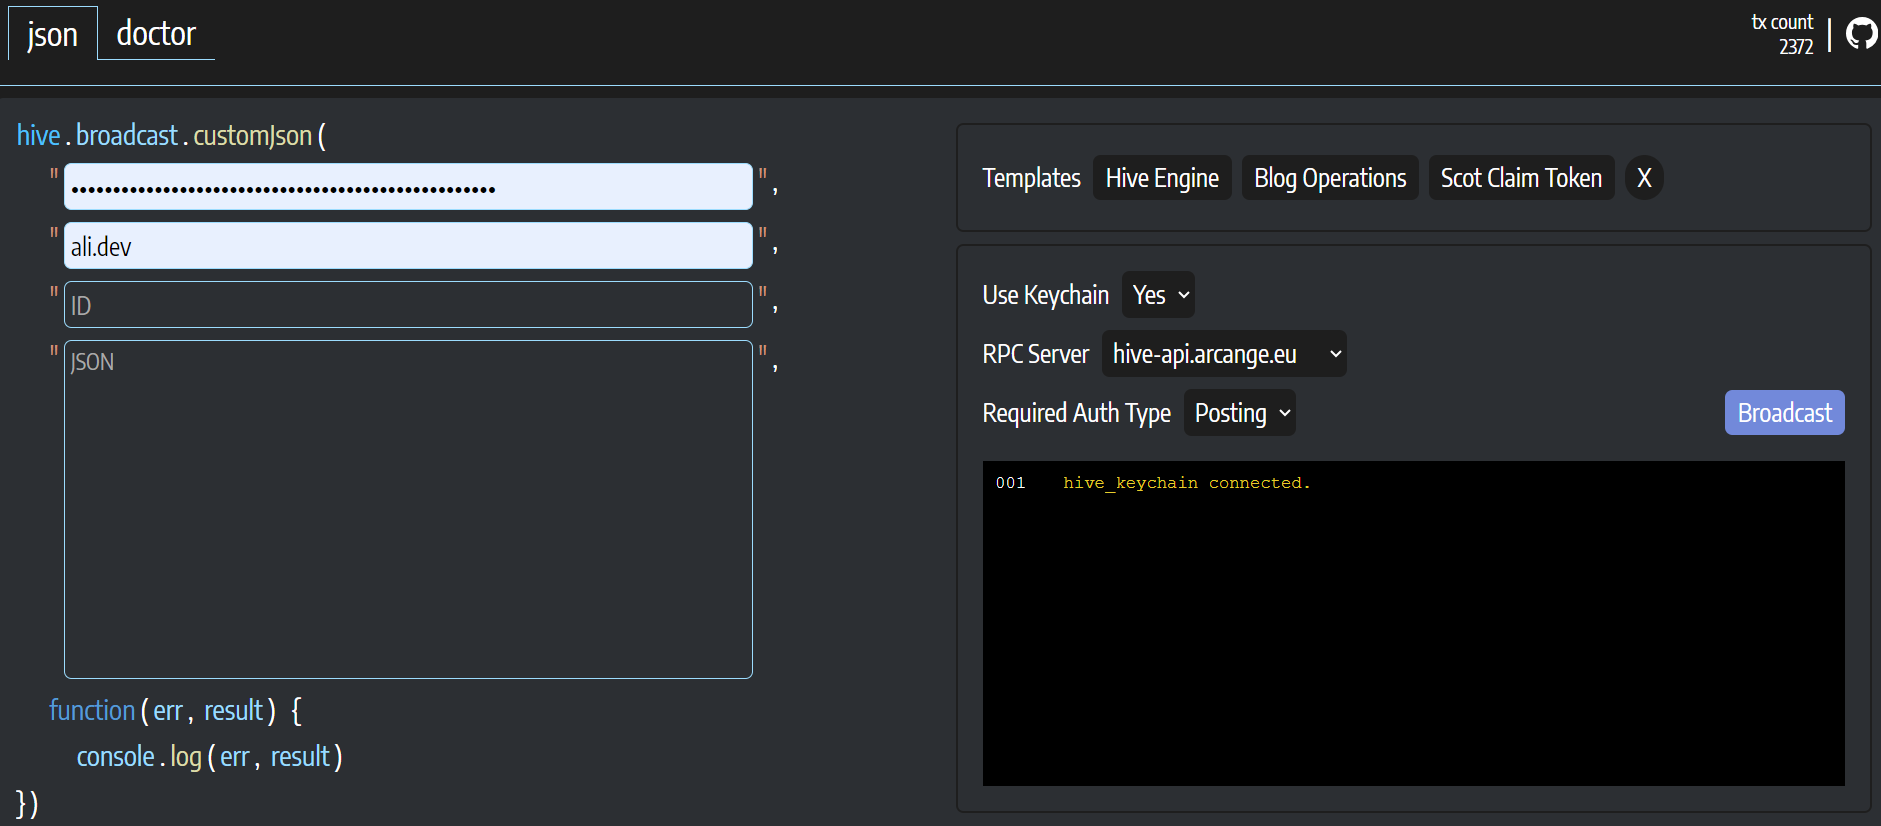 json doctor
tx count
2372
hive.broadcast.customJson(
"•••••••••••••••••••••••••••••••••••••••••••••••••••",
"ali.dev",
"ID",
"JSON",
function(err, result) {
console.log(err, result)
})
Templates Hive Engine Blog Operations Scot Claim Token X
Use Keychain Yes
RPC Server hive-api.arcange.eu
Required Auth Type Posting Broadcast
001 hive_keychain connected.